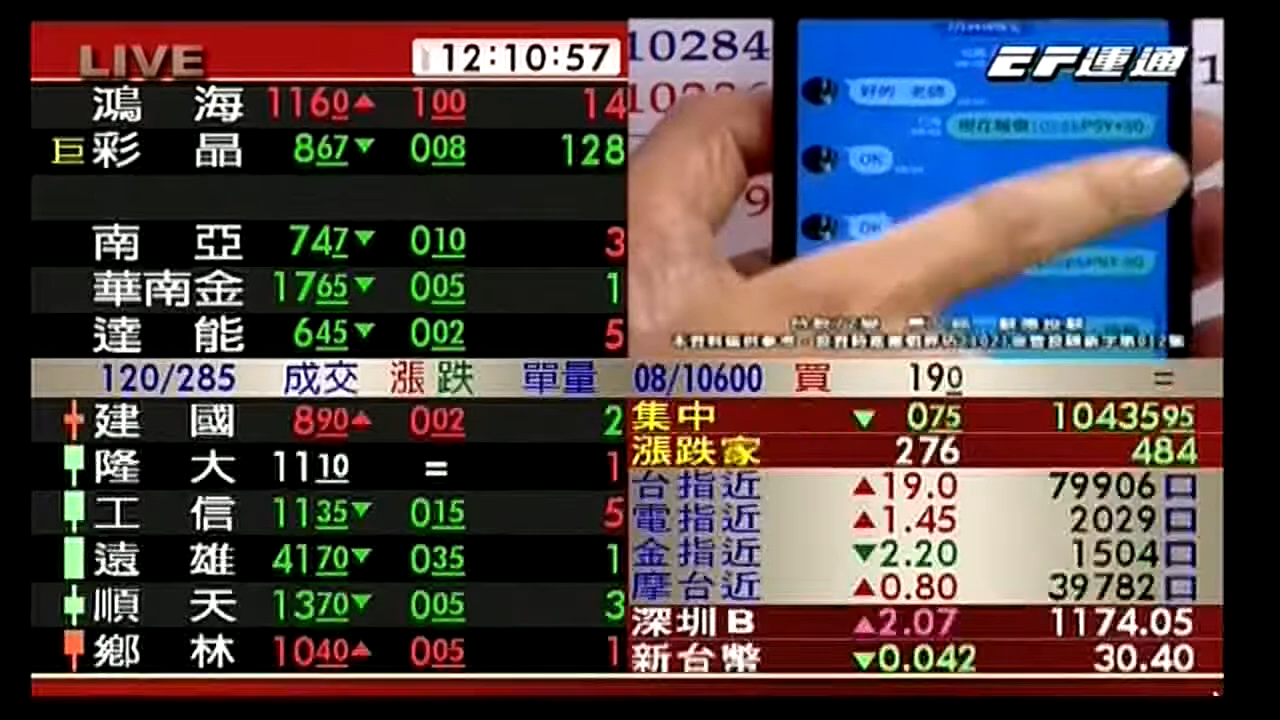 LIVE 12:10:57
鴻海 1160▲ 100 14
巨彩晶 867▼ 008 128
南亞 747▼ 010 3
華南金 1765▼ 005 1
達能 645▼ 002 5
120/285 成交 漲跌 單量
建國 890▲ 002 2
隆大 1110 = 1
工信 1135▼ 015 5
遠雄 4170▼ 035 1
順天 1370▼ 005 3
鄉林 1040▲ 005 1
10284
運通
好的 老師
OK
OK
08/10600 買 190 =
集中 ▼ 075 1043595
漲跌家 276 484
台指近 ▲19.0 79906口
電指近 ▲1.45 2029口
金指近 ▼2.20 1504口
摩台近 ▲0.80 39782口
深圳B ▲2.07 1174.05
新台幣 ▼0.042 30.40